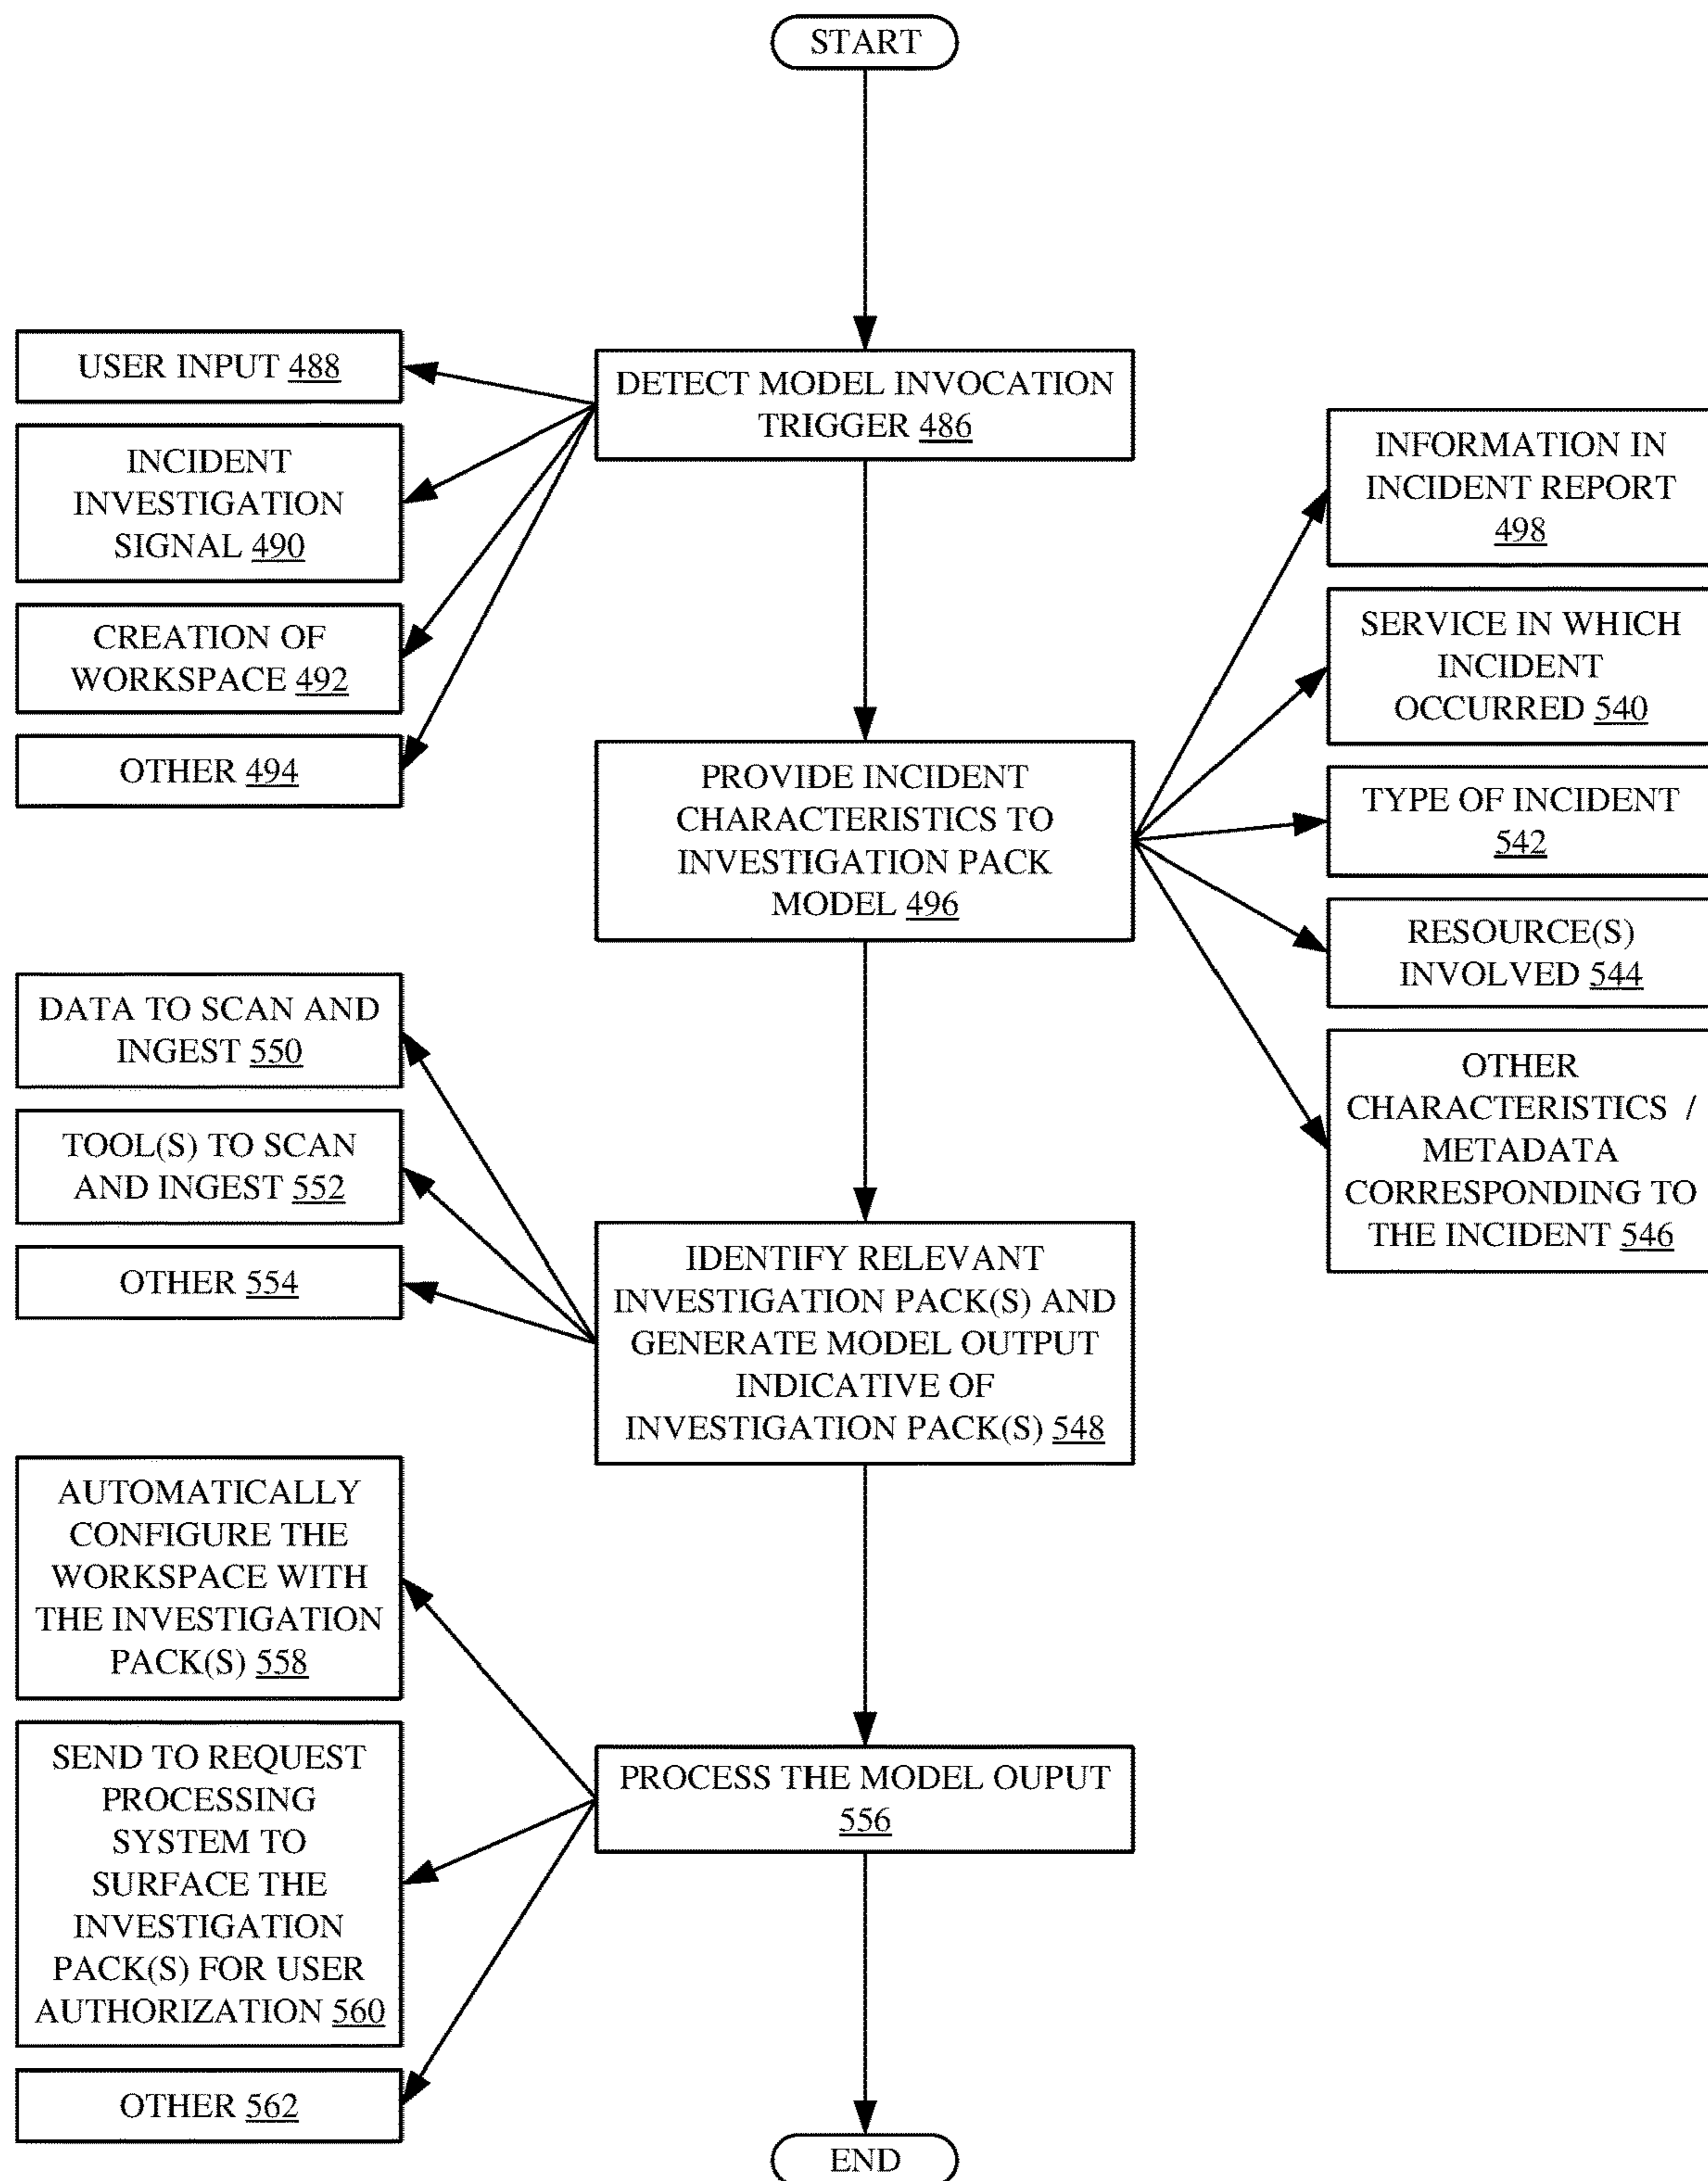 START
DETECT MODEL INVOCATION
TRIGGER 486
USER INPUT 488
INCIDENT
INVESTIGATION
SIGNAL 490
CREATION OF
WORKSPACE 492
OTHER 494
PROVIDE INCIDENT
CHARACTERISTICS TO
INVESTIGATION PACK
MODEL 496
INFORMATION IN
INCIDENT REPORT
498
SERVICE IN WHICH
INCIDENT
OCCURRED 540
TYPE OF INCIDENT
542
RESOURCE(S)
INVOLVED 544
OTHER
CHARACTERISTICS /
METADATA
CORRESPONDING TO
THE INCIDENT 546
IDENTIFY RELEVANT
INVESTIGATION PACK(S) AND
GENERATE MODEL OUTPUT
INDICATIVE OF
INVESTIGATION PACK(S) 548
DATA TO SCAN AND
INGEST 550
TOOL(S) TO SCAN
AND INGEST 552
OTHER 554
PROCESS THE MODEL OUPUT
556
AUTOMATICALLY
CONFIGURE THE
WORKSPACE WITH
THE INVESTIGATION
PACK(S) 558
SEND TO REQUEST
PROCESSING
SYSTEM TO
SURFACE THE
INVESTIGATION
PACK(S) FOR USER
AUTHORIZATION 560
OTHER 562
END